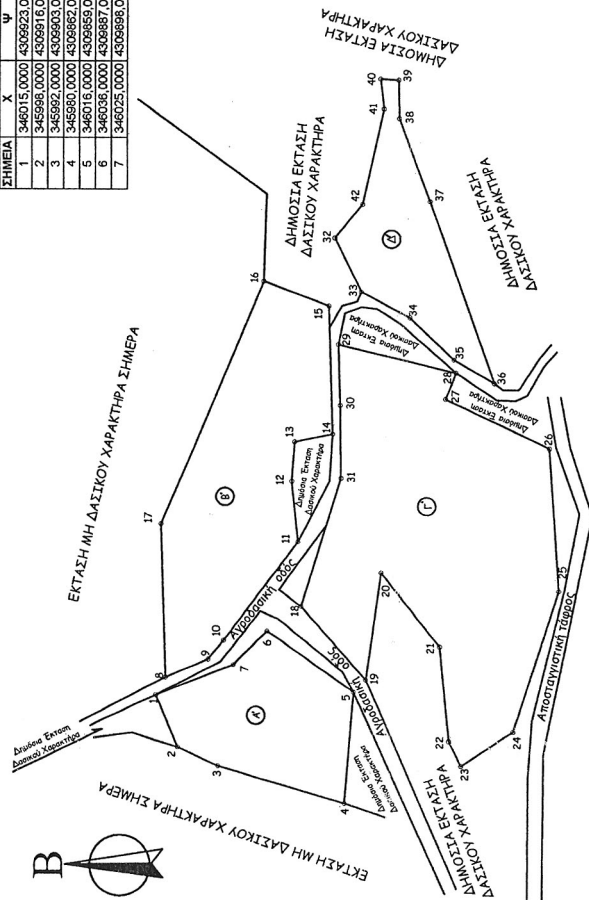 ΣΗΜΕΙΑ Χ Ψ
1 346015,0000 4309923,0
2 345998,0000 4309916,0
3 345992,0000 4309903,0
4 345980,0000 4309862,0
5 346016,0000 4309859,0
6 346036,0000 4309887,0
7 346025,0000 4309898,0
Β
ΔΗΜΟΣΙΑ ΕΚΤΑΣΗ
ΔΑΣΙΚΟΥ ΧΑΡΑΚΤΗΡΑ
ΔΗΜΟΣΙΑ ΕΚΤΑΣΗ
ΔΑΣΙΚΟΥ ΧΑΡΑΚΤΗΡΑ
ΔΗΜΟΣΙΑ ΕΚΤΑΣΗ
ΔΑΣΙΚΟΥ ΧΑΡΑΚΤΗΡΑ
ΕΚΤΑΣΗ ΜΗ ΔΑΣΙΚΟΥ ΧΑΡΑΚΤΗΡΑ ΣΗΜΕΡΑ
Δημόσια Έκταση
Δασικού Χαρακτήρα
ΕΚΤΑΣΗ ΜΗ ΔΑΣΙΚΟΥ ΧΑΡΑΚΤΗΡΑ ΣΗΜΕΡΑ
Δημόσια Έκταση
Δασικού Χαρακτήρα
Αγροδασική οδός
Αγροδασική οδός
Δημόσια Έκταση
Δασικού Χαρακτήρα
Δημόσια Έκταση
Δασικού Χαρακτήρα
Δημόσια Έκταση
Δασικού Χαρακτήρα
ΔΗΜΟΣΙΑ ΕΚΤΑΣΗ
ΔΑΣΙΚΟΥ ΧΑΡΑΚΤΗΡΑ
Αποστραγγιστική τάφρος
Α'
Β'
Γ'
Δ'
1
2
3
4
5
6
7
8
9
10
11
12
13
14
15
16
17
18
19
20
21
22
23
24
25
26
27
28
29
30
31
32
33
34
35
36
37
38
39
40
41
42